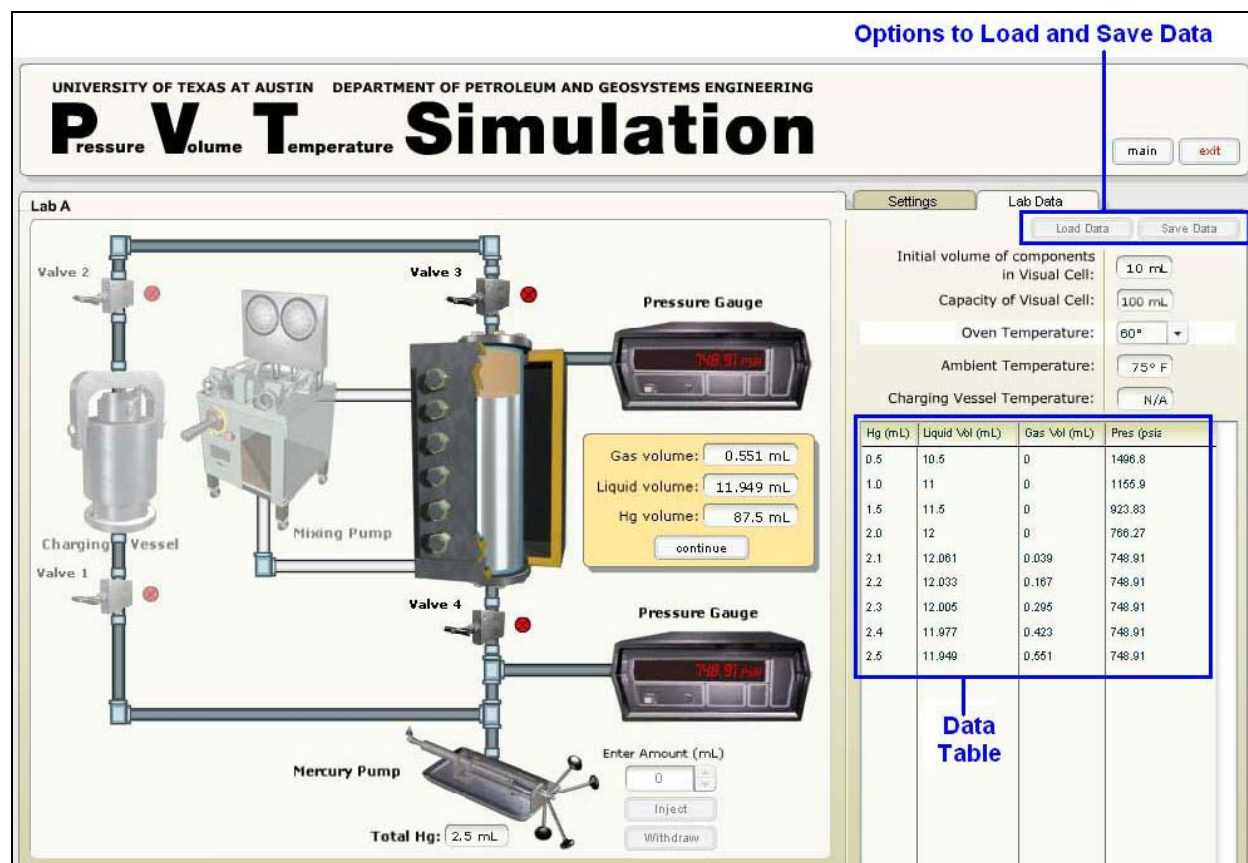 Options to Load and Save Data
UNIVERSITY OF TEXAS AT AUSTIN DEPARTMENT OF PETROLEUM AND GEOSYSTEMS ENGINEERING
Pressure Volume Temperature Simulation
main exit
Lab A
Settings Lab Data
Load Data Save Data
Valve 2
Valve 3
Pressure Gauge
748.91 PSIA
Charging Vessel
Mixing Pump
Valve 1
Gas volume: 0.551 mL
Liquid volume: 11.949 mL
Hg volume: 87.5 mL
continue
Valve 4
Pressure Gauge
748.91 PSIA
Mercury Pump
Enter Amount (mL)
0
Inject
Withdraw
Total Hg: 2.5 mL
Initial volume of components
in Visual Cell: 10 mL
Capacity of Visual Cell: 100 mL
Oven Temperature: 60°
Ambient Temperature: 75° F
Charging Vessel Temperature: N/A
Hg (mL) Liquid Vol (mL) Gas Vol (mL) Pres (psia
0.5 10.5 0 1496.8
1.0 11 0 1155.9
1.5 11.5 0 923.83
2.0 12 0 766.27
2.1 12.061 0.039 748.91
2.2 12.033 0.167 748.91
2.3 12.005 0.295 748.91
2.4 11.977 0.423 748.91
2.5 11.949 0.551 748.91
Data
Table